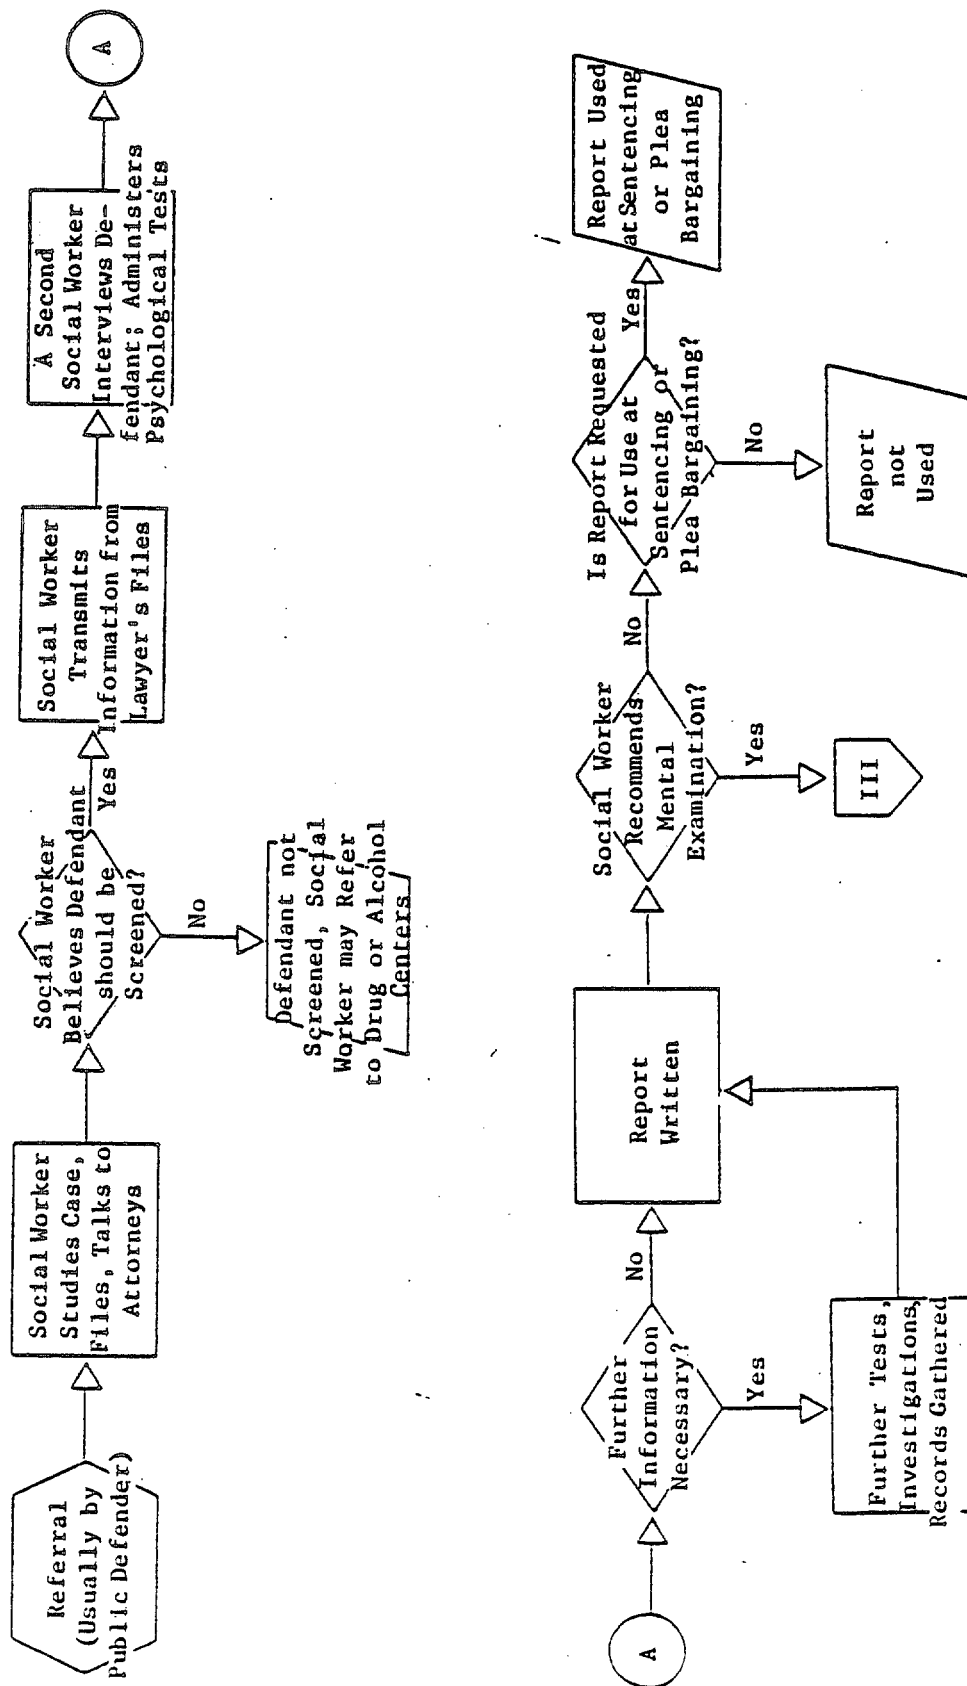 Referral
(Usually by
Public Defender)
Social Worker
Studies Case,
Files, Talks to
Attorneys
Social Worker
Believes Defendant
should be
Screened?
Yes
No
Defendant not
Screened, Social
Worker may Refer
to Drug or Alcohol
Centers
Social Worker
Transmits
Information from
Lawyer's Files
A Second
Social Worker
Interviews De-
fendant; Administers
Psychological Tests
A
A
Further
Information
Necessary?
No
Yes
Further Tests,
Investigations,
Records Gathered
Report
Written
Social Worker
Recommends
Mental
Examination?
No
Yes
III
Is Report Requested
for Use at
Sentencing or
Plea Bargaining?
Yes
No
Report
not
Used
Report Used
at Sentencing
or Plea
Bargaining